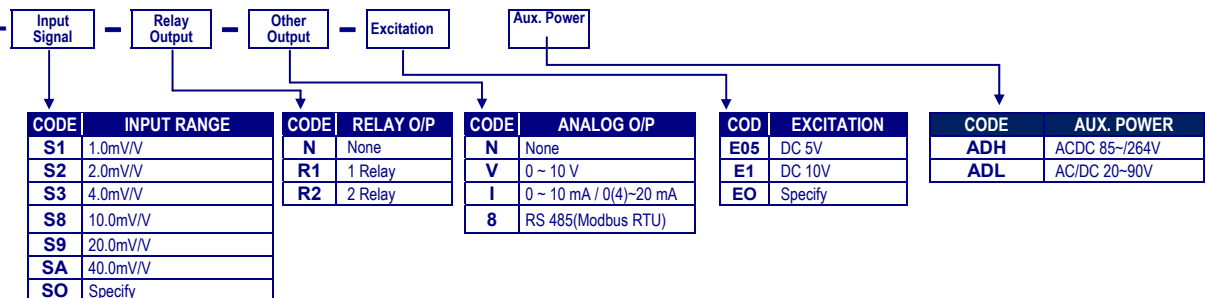 Input Signal
Relay Output
Other Output
Excitation
Aux. Power
CODE INPUT RANGE
S1 1.0mV/V
S2 2.0mV/V
S3 4.0mV/V
S8 10.0mV/V
S9 20.0mV/V
SA 40.0mV/V
SO Specify
CODE RELAY O/P
N None
R1 1 Relay
R2 2 Relay
CODE ANALOG O/P
N None
V 0 ~ 10 V
I 0 ~ 10 mA / 0(4)~20 mA
8 RS 485(Modbus RTU)
COD EXCITATION
E05 DC 5V
E1 DC 10V
EO Specify
CODE AUX. POWER
ADH ACDC 85~/264V
ADL AC/DC 20~90V